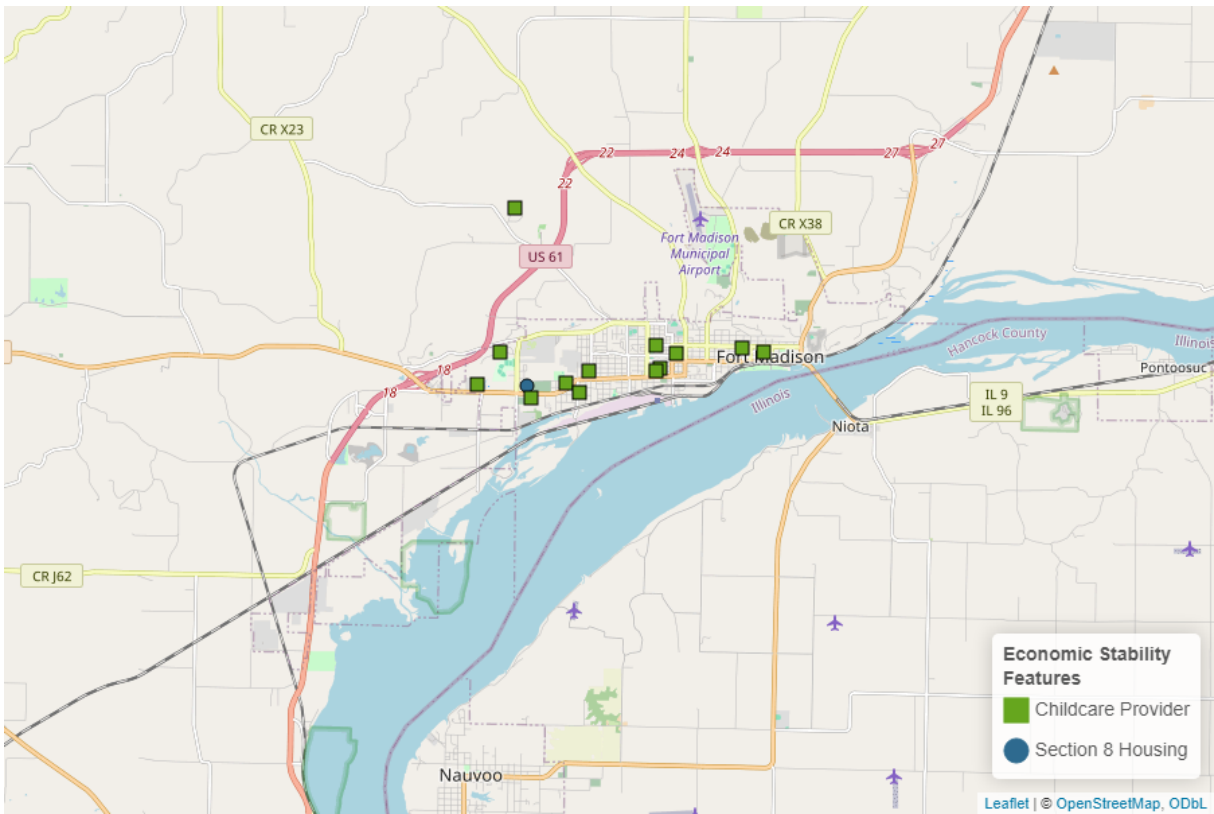 CR X23
22
24
24
27
27
22
CR X38
Fort Madison
Municipal
Airport
US 61
Hancock County
Illinois
Fort Madison
18
Pontoosuc
18
Illinois
IL 9
IL 96
Niota
CR J62
Economic Stability
Features
Childcare Provider
Section 8 Housing
Nauvoo
Leaflet | © OpenStreetMap, ODbL